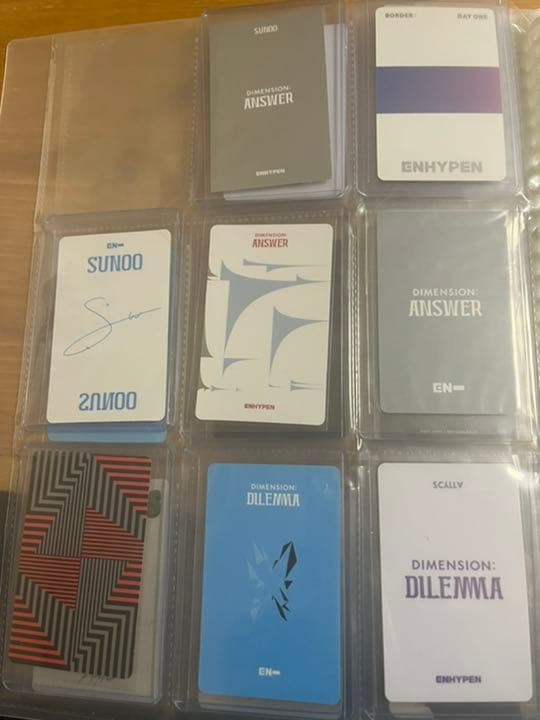 SUNOO
DIMENSION:
ANSWER
ENHYPEN
BORDER:
DAY ONE
ENHYPEN
EN-
SUNOO
SUNOO
DIMENSION:
ANSWER
ENHYPEN
DIMENSION:
ANSWER
EN-
DIMENSION:
DILEMMA
EN-
SCYLLA
DIMENSION:
DILEMMA
ENHYPEN